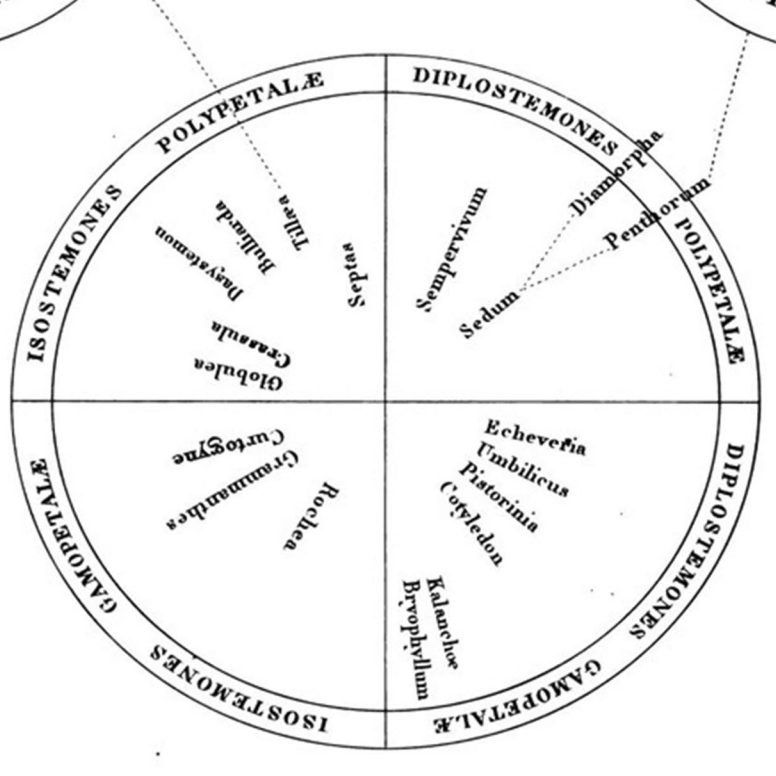 POLYPETALÆ
DIPLOSTEMONES
ISOSTEMONES
POLYPETALÆ
Tillæa
Bulliarda
Dasystemon
Septas
Crassula
Globulea
Sempervivum
Sedum
Diamorpha
Penthorum
Curtogyne
Grammanthes
Rochea
Echeveria
Umbilicus
Pistorinia
Cotyledon
Kalanchoe
Bryophyllum
GAMOPETALÆ
DIPLOSTEMONES
ISOSTEMONES
GAMOPETALÆ